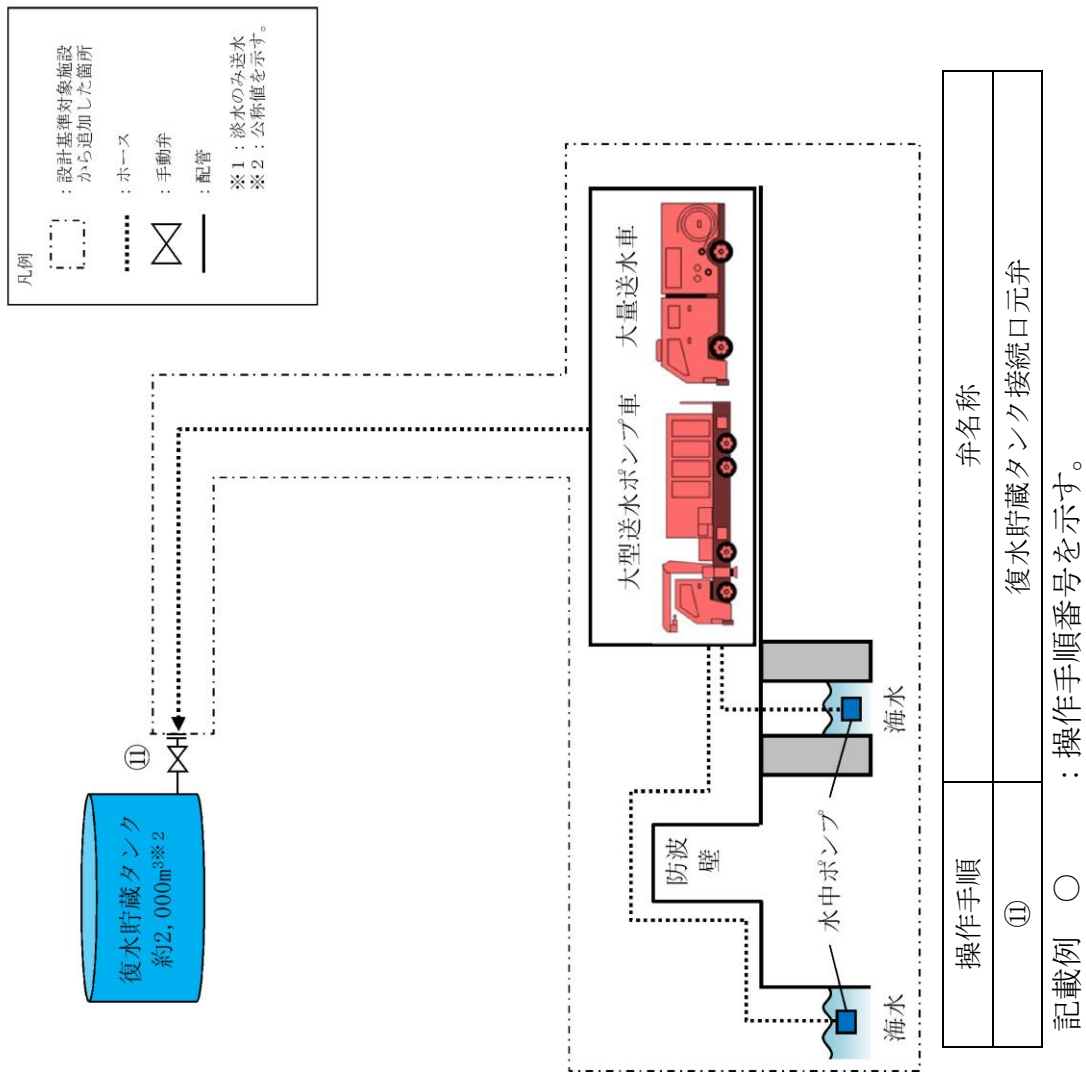 凡例
：設計基準対象施設
から追加した箇所
：ホース
：手動弁
：配管
※１：淡水のみ送水
※２：公称値を示す。
復水貯蔵タンク
約2,000m³※２
⑪
大型送水ポンプ車
大量送水車
防波
壁
水中ポンプ
海水
海水
操作手順
弁名称
⑪
復水貯蔵タンク接続口元弁
記載例　○　：操作手順番号を示す。